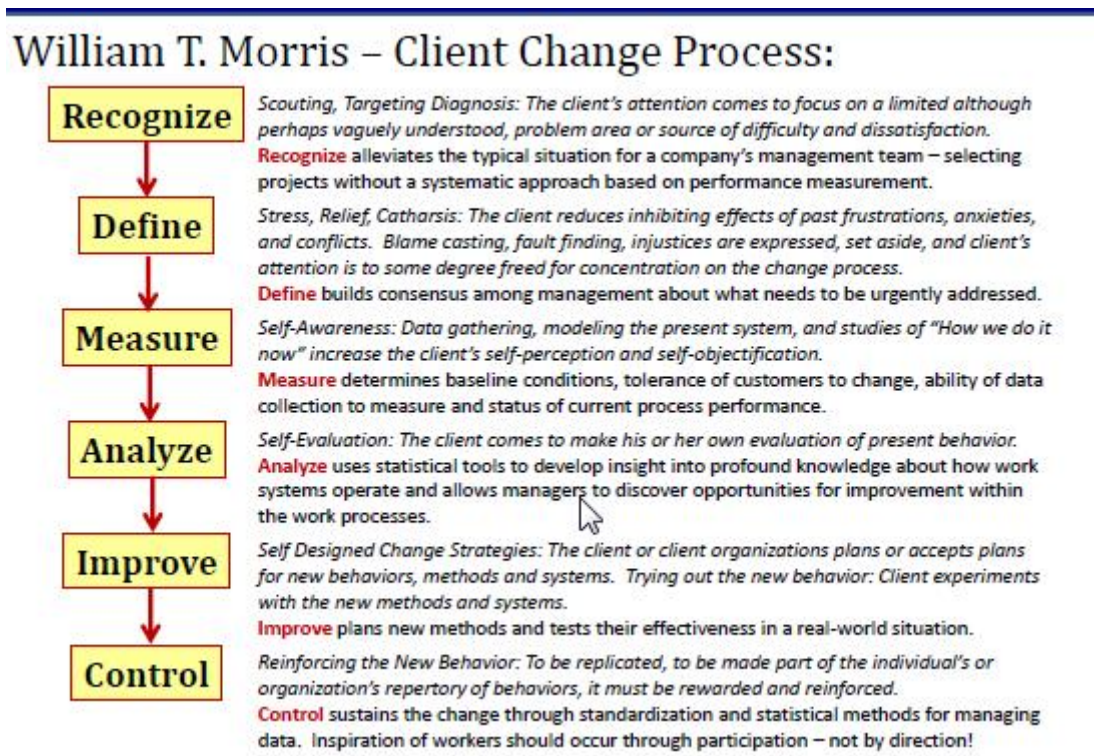 William T. Morris – Client Change Process:
Recognize
Scouting, Targeting Diagnosis: The client's attention comes to focus on a limited although
perhaps vaguely understood, problem area or source of difficulty and dissatisfaction.
Recognize alleviates the typical situation for a company's management team – selecting
projects without a systematic approach based on performance measurement.
Define
Stress, Relief, Catharsis: The client reduces inhibiting effects of past frustrations, anxieties,
and conflicts. Blame casting, fault finding, injustices are expressed, set aside, and client's
attention is to some degree freed for concentration on the change process.
Define builds consensus among management about what needs to be urgently addressed.
Measure
Self-Awareness: Data gathering, modeling the present system, and studies of "How we do it
now" increase the client's self-perception and self-objectification.
Measure determines baseline conditions, tolerance of customers to change, ability of data
collection to measure and status of current process performance.
Analyze
Self-Evaluation: The client comes to make his or her own evaluation of present behavior.
Analyze uses statistical tools to develop insight into profound knowledge about how work
systems operate and allows managers to discover opportunities for improvement within
the work processes.
Improve
Self Designed Change Strategies: The client or client organizations plans or accepts plans
for new behaviors, methods and systems. Trying out the new behavior: Client experiments
with the new methods and systems.
Improve plans new methods and tests their effectiveness in a real-world situation.
Control
Reinforcing the New Behavior: To be replicated, to be made part of the individual's or
organization's repertory of behaviors, it must be rewarded and reinforced.
Control sustains the change through standardization and statistical methods for managing
data. Inspiration of workers should occur through participation – not by direction!